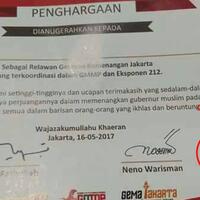 PENGHARGAAN
DIANUGERAHKAN KEPADA
Sebagai Relawan Gerakan Kemenangan Jakarta
terkoordinasi dalam GMMP dan Eksponen 212.
setinggi-tingginya dan ucapan terimakasih yang sedalam-dalam
perjuangannya dalam memenangkan gubernur muslim pada
semua dalam barisan orang-orang yang ikhlas dan beruntung
Wajazakumullahu Khaeran
Jakarta, 16-05-2017
Neno Warisman
GEMA JAKARTA